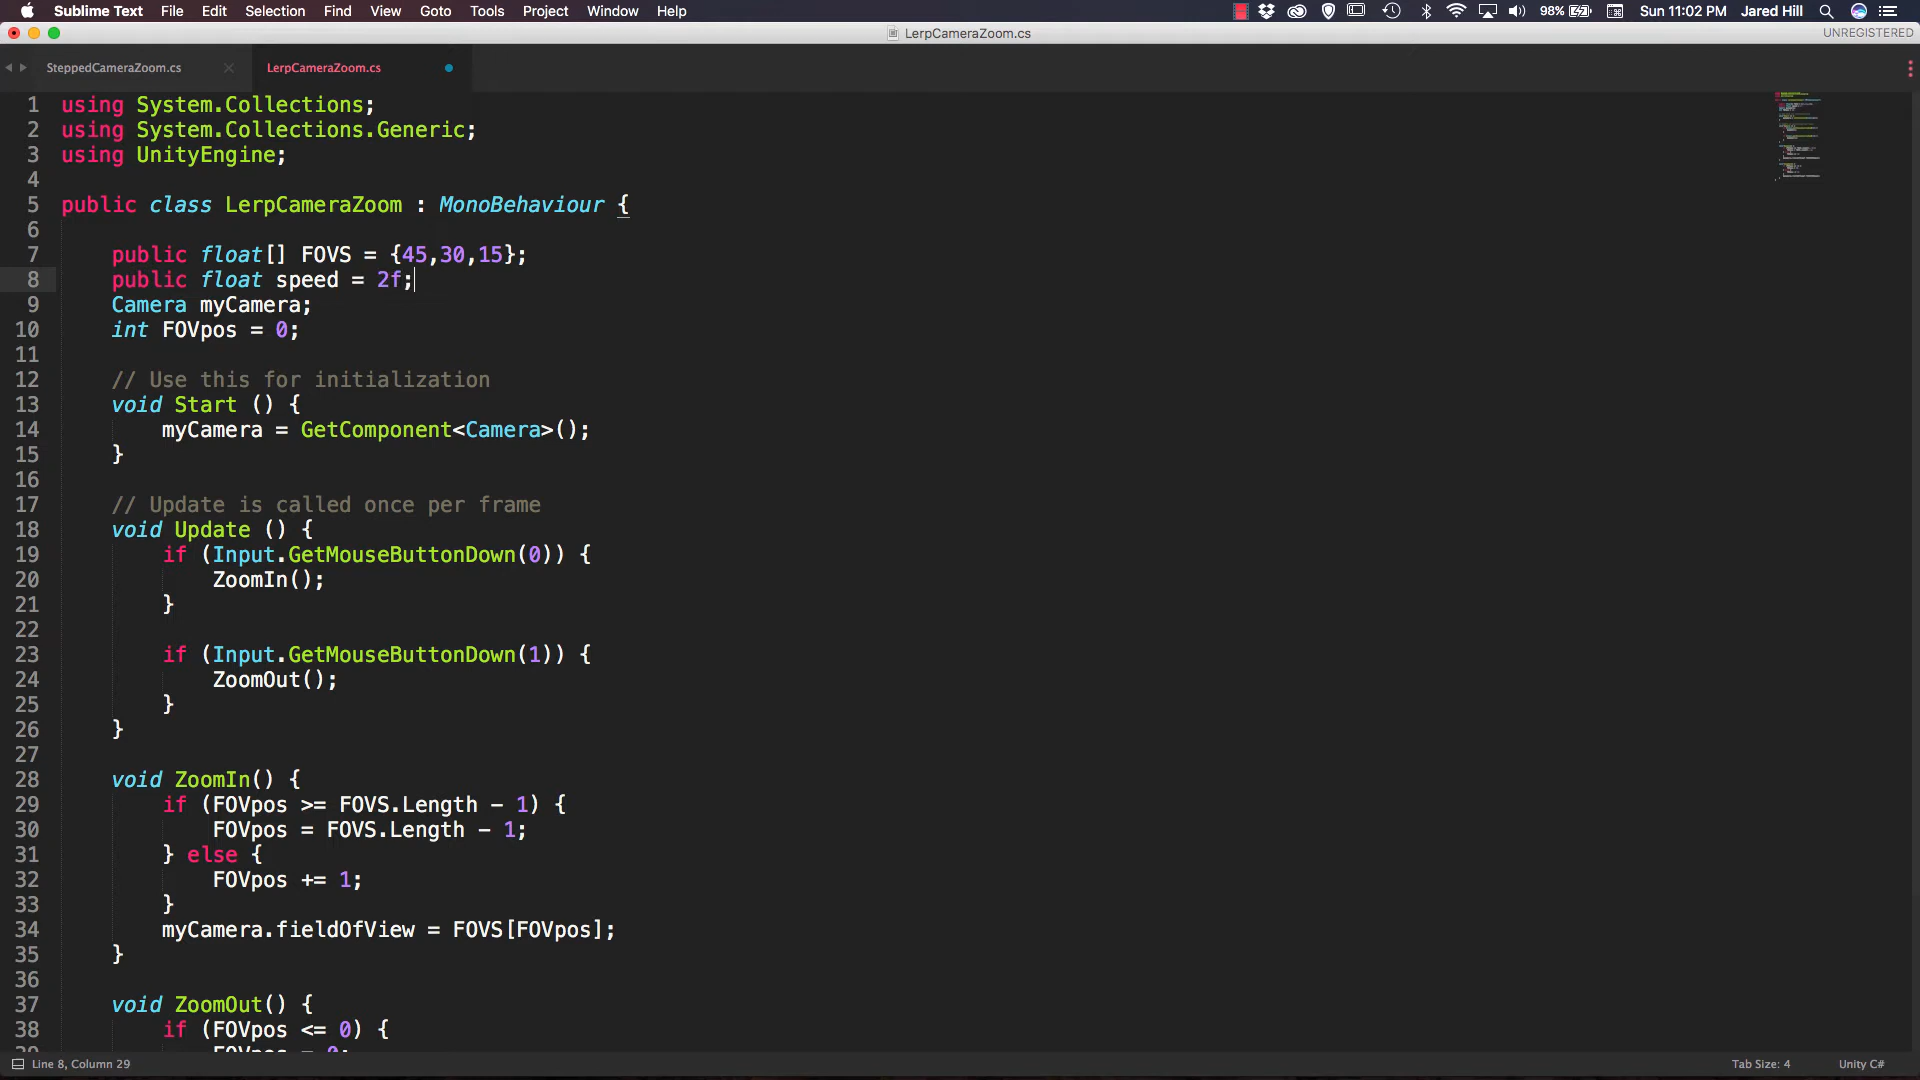 Sublime Text File Edit Selection Find View Goto Tools Project Window Help 98% Sun 11:02 PM Jared Hill
LerpCameraZoom.cs UNREGISTERED
SteppedCameraZoom.cs LerpCameraZoom.cs
1 using System.Collections;
2 using System.Collections.Generic;
3 using UnityEngine;
4
5 public class LerpCameraZoom : MonoBehaviour {
6
7 public float[] FOVS = {45,30,15};
8 public float speed = 2f;
9 Camera myCamera;
10 int FOVpos = 0;
11
12 // Use this for initialization
13 void Start () {
14 myCamera = GetComponent<Camera>();
15 }
16
17 // Update is called once per frame
18 void Update () {
19 if (Input.GetMouseButtonDown(0)) {
20 ZoomIn();
21 }
22
23 if (Input.GetMouseButtonDown(1)) {
24 ZoomOut();
25 }
26 }
27
28 void ZoomIn() {
29 if (FOVpos >= FOVS.Length - 1) {
30 FOVpos = FOVS.Length - 1;
31 } else {
32 FOVpos += 1;
33 }
34 myCamera.fieldOfView = FOVS[FOVpos];
35 }
36
37 void ZoomOut() {
38 if (FOVpos <= 0) {
Line 8, Column 29 Tab Size: 4 Unity C#